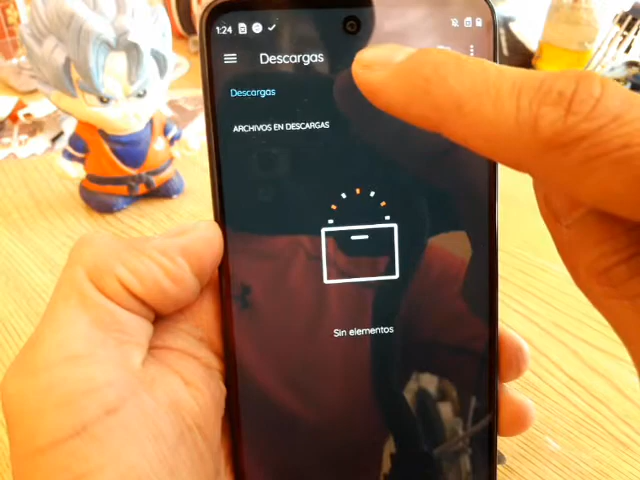 1:24
Descargas
Descargas
ARCHIVOS EN DESCARGAS
Sin elementos